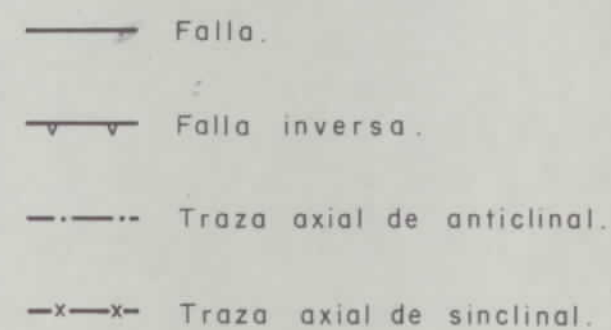 Falla.
Falla inversa.
Traza axial de anticlinal.
Traza axial de sinclinal.